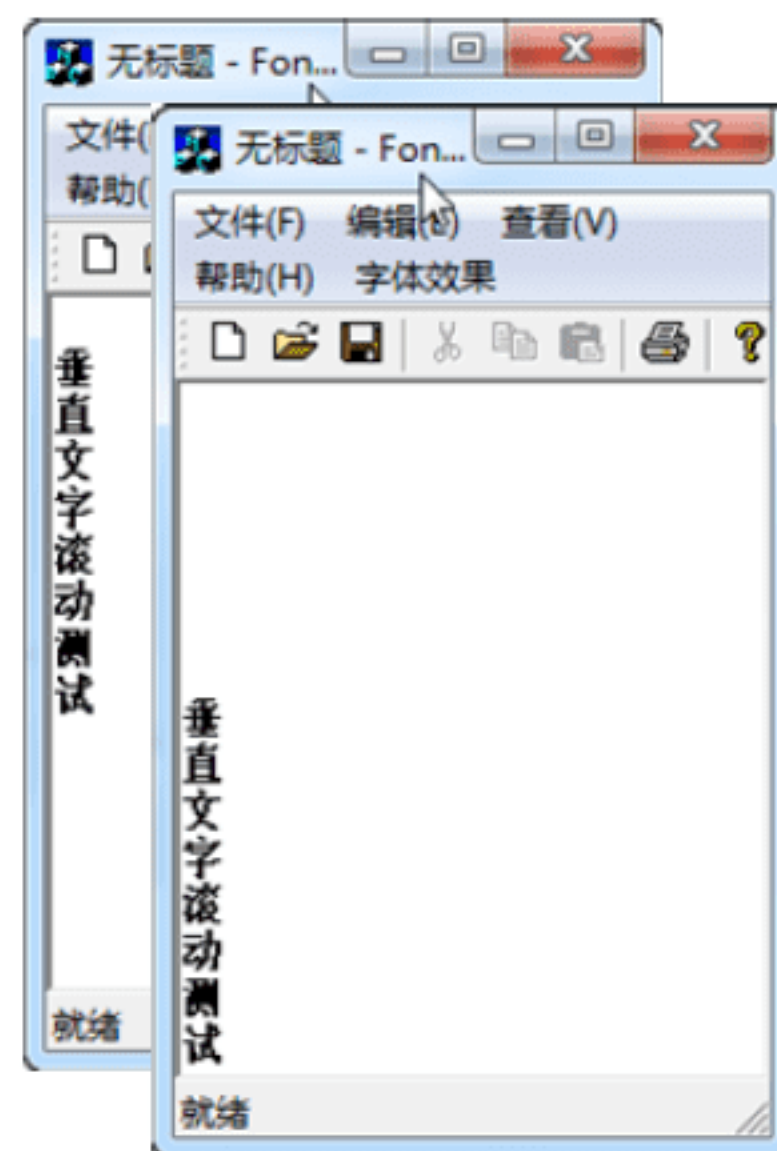 无标题 - Fon...
文件(
帮助(
垂直文字滚动测试
就绪
无标题 - Fon...
文件(F) 编辑(E) 查看(V)
帮助(H) 字体效果
垂直文字滚动测试
就绪